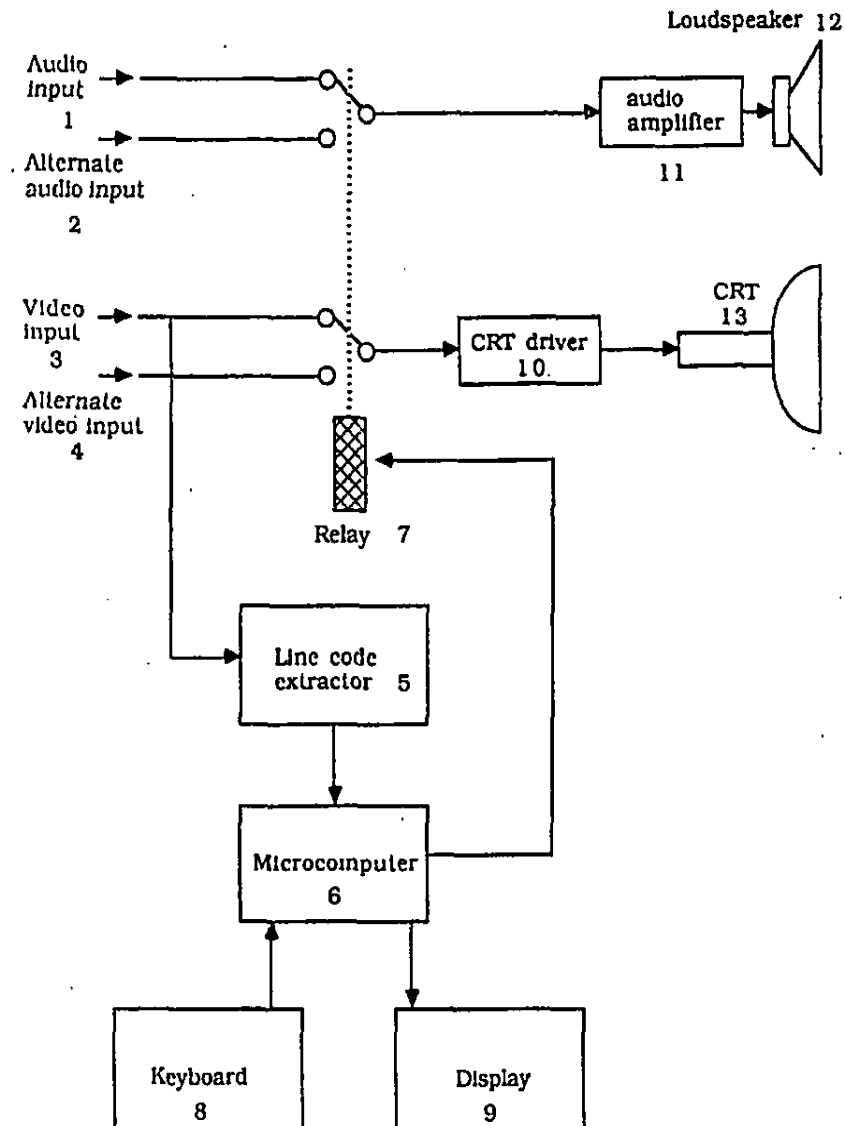 Loudspeaker 12
Audio
input
1
audio
amplifier
11
Alternate
audio input
2
Video
input
3
CRT
13
CRT driver
10.
Alternate
video input
4
Relay 7
Line code
extractor 5
Microcomputer
6
Keyboard
8
Display
9